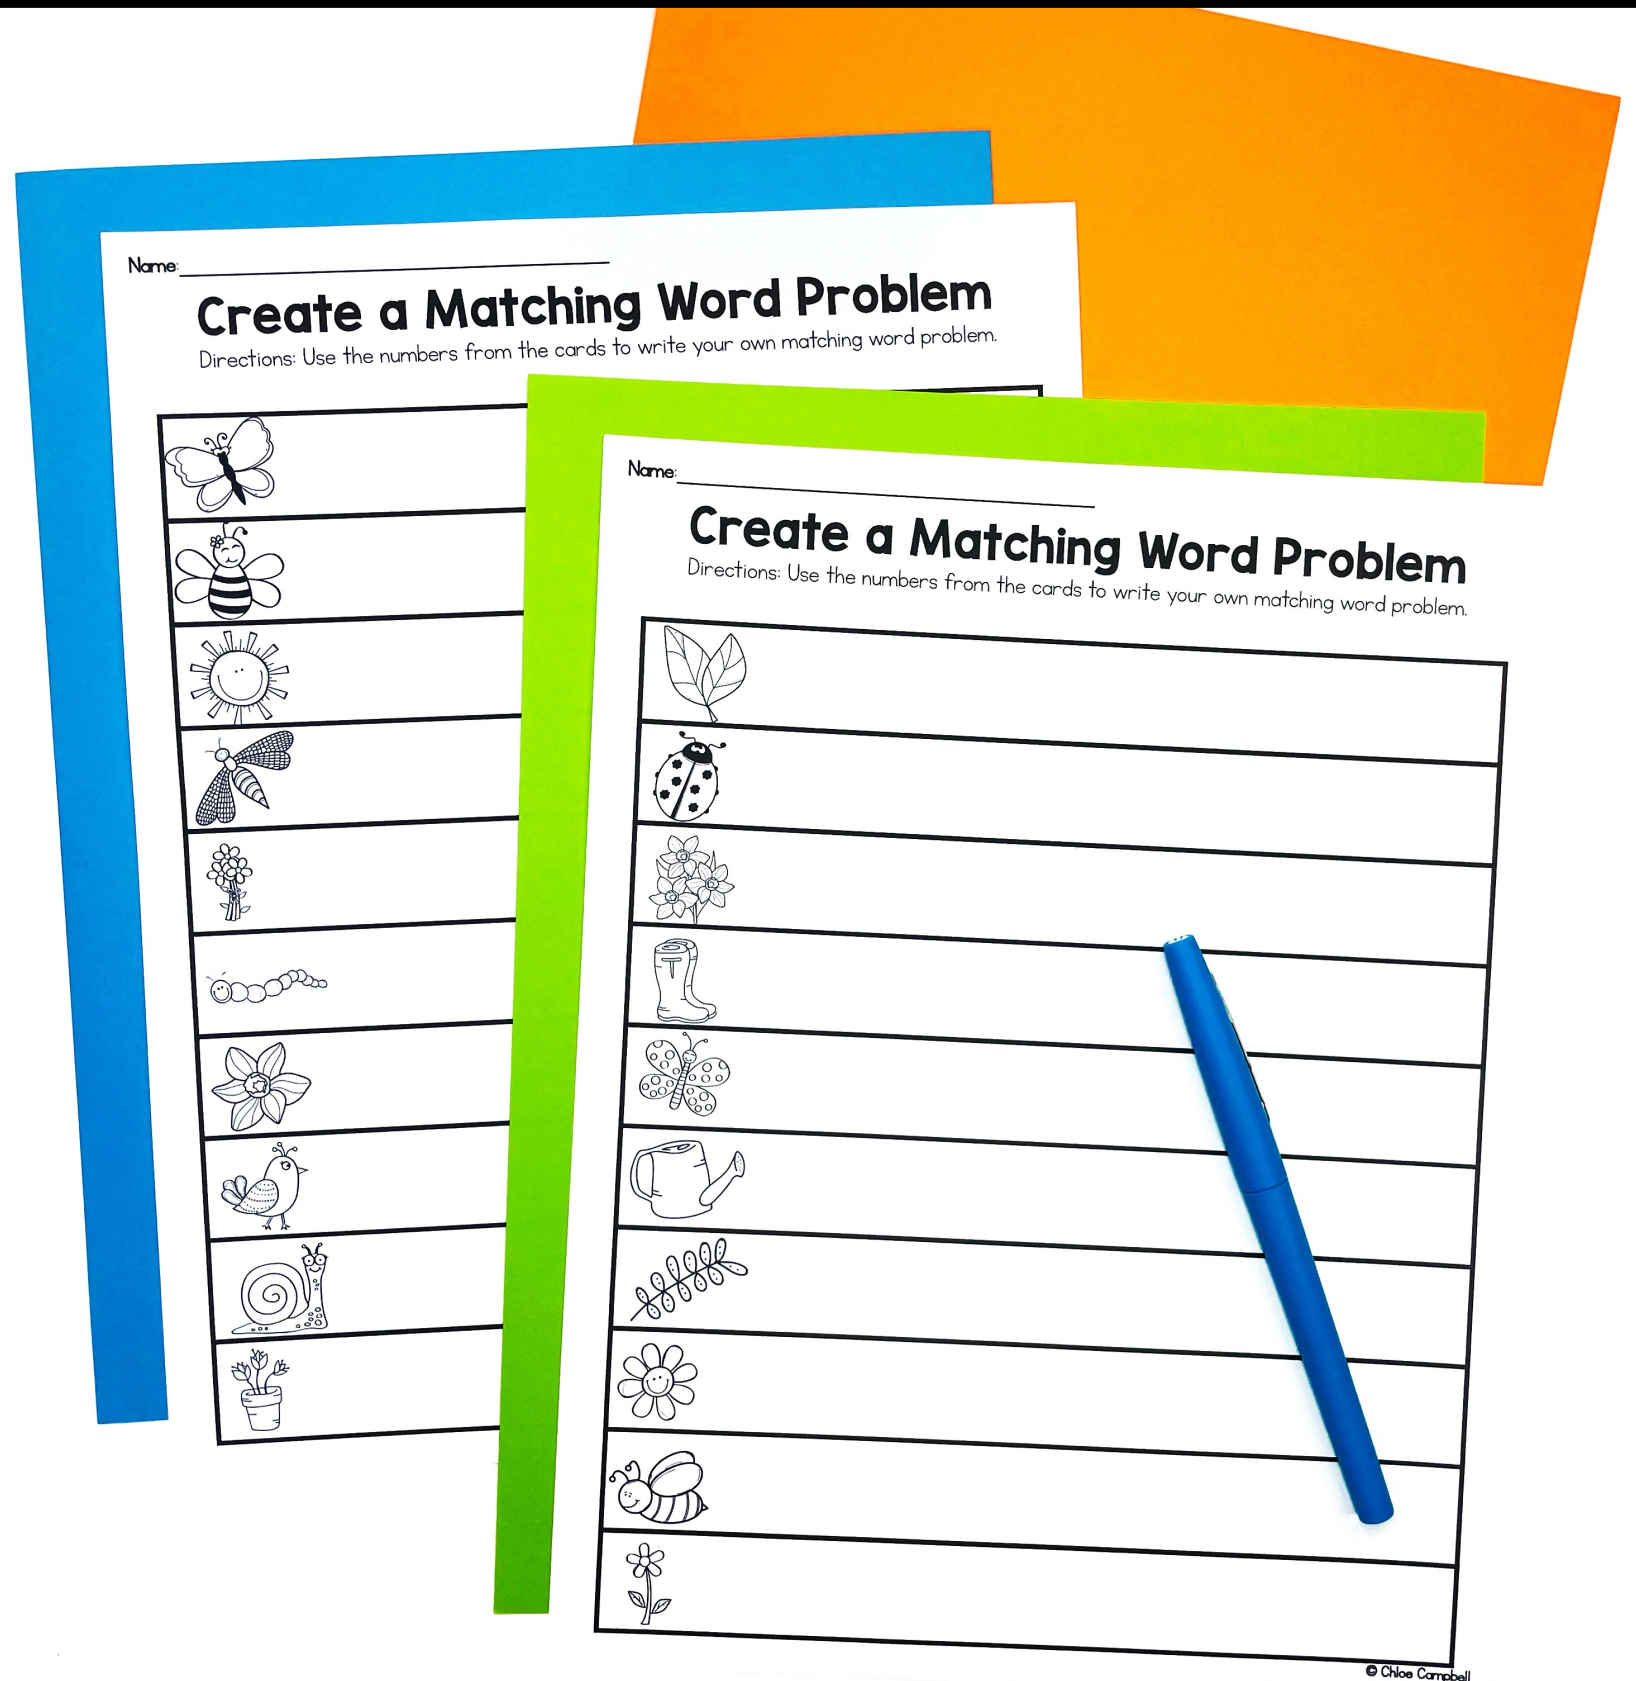 Name:
Create a Matching Word Problem
Directions: Use the numbers from the cards to write your own matching word problem.
Name:
Create a Matching Word Problem
Directions: Use the numbers from the cards to write your own matching word problem.
© Chloe Campbell